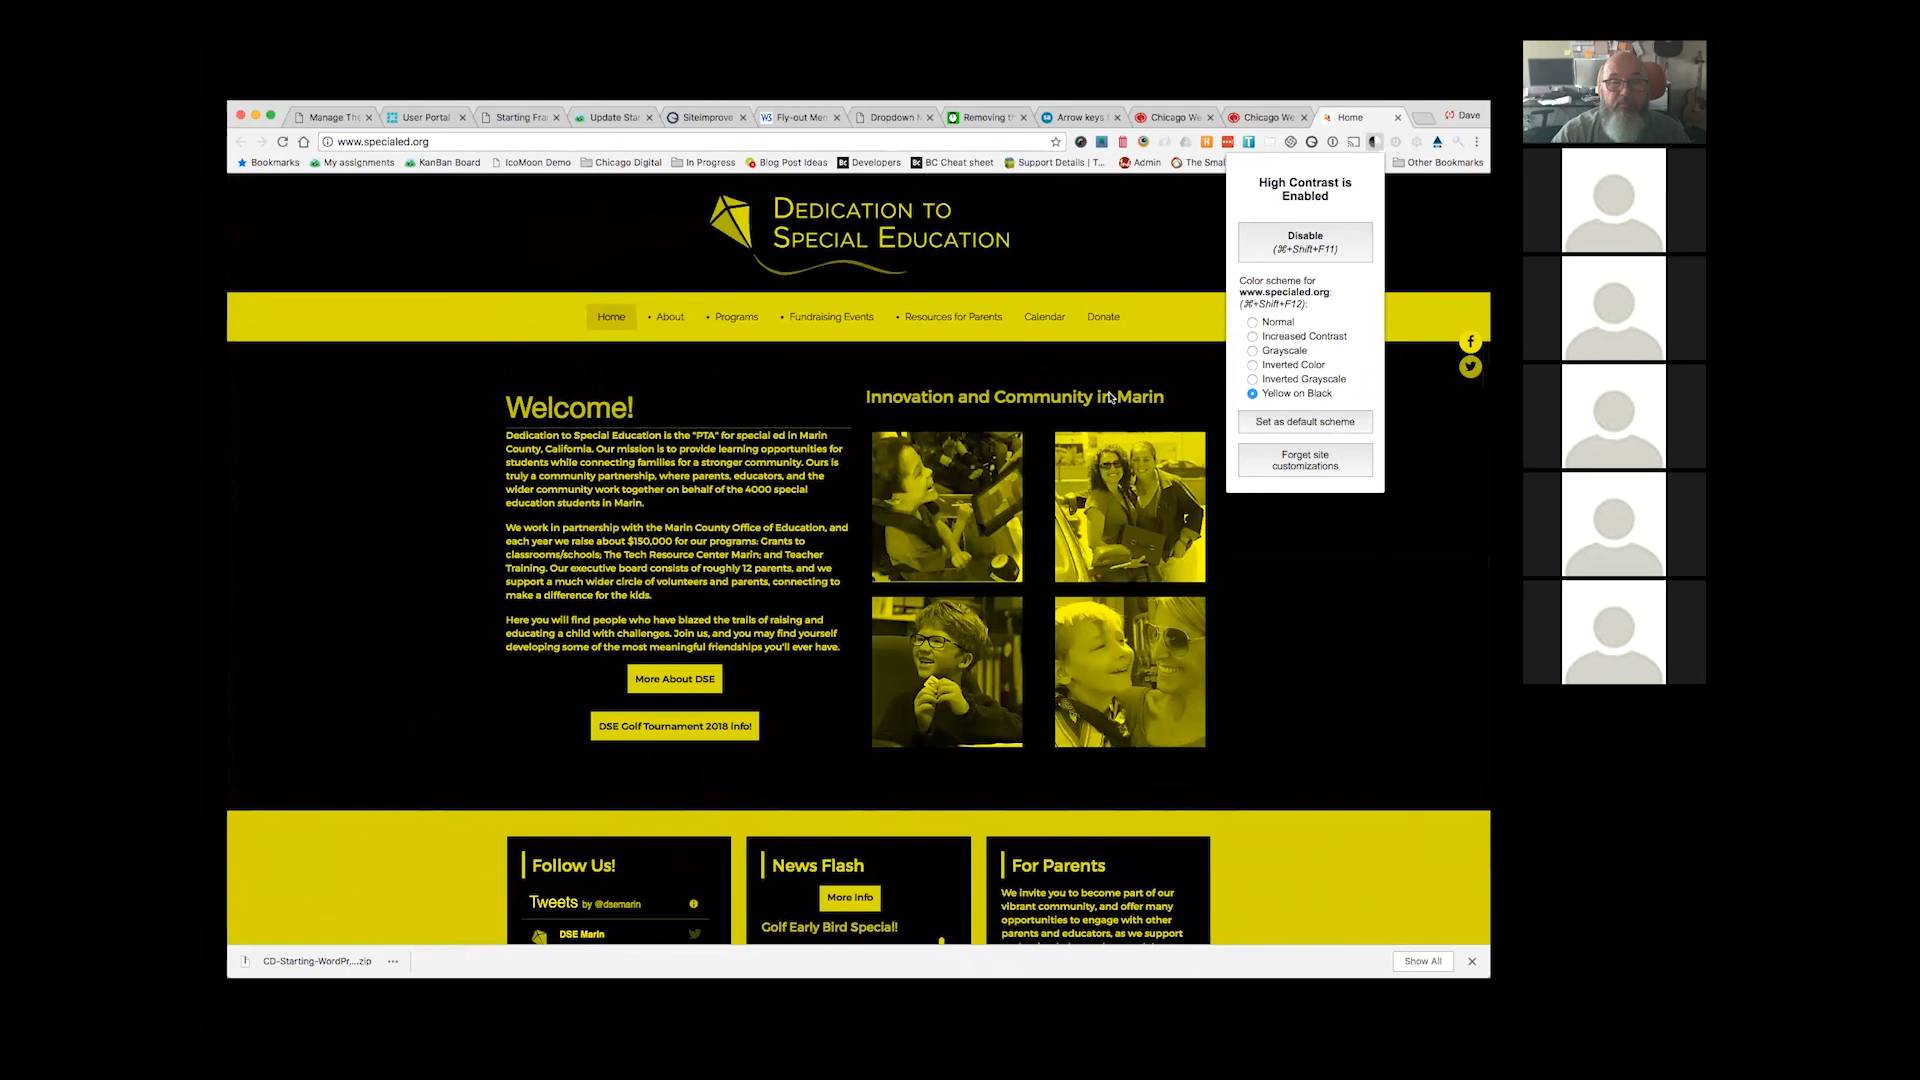 Manage The
User Portal
Starting Fra
Update Star
Siteimprove
W3
Fly-out Men
Dropdown M
Removing th
Arrow keys
Chicago We
Chicago We
Home
Dave
www.specialed.org
Bookmarks
My assignments
KanBan Board
IcoMoon Demo
Chicago Digital
In Progress
Blog Post Ideas
Bc Developers
BC BC Cheat sheet
Support Details | T...
Admin
The Smal
Other Bookmarks
DEDICATION TO
SPECIAL EDUCATION
High Contrast is
Enabled
Disable
(⌘+Shift+F11)
Color scheme for
www.specialed.org:
(⌘+Shift+F12):
Normal
Increased Contrast
Grayscale
Inverted Color
Inverted Grayscale
Yellow on Black
Set as default scheme
Forget site
customizations
Home
• About
• Programs
• Fundraising Events
• Resources for Parents
Calendar
Donate
Welcome!
Dedication to Special Education is the "PTA" for special ed in Marin
County, California. Our mission is to provide learning opportunities for
students while connecting families for a stronger community. Ours is
truly a community partnership, where parents, educators, and the
wider community work together on behalf of the 4000 special
education students in Marin.
We work in partnership with the Marin County Office of Education, and
each year we raise about $150,000 for our programs: Grants to
classrooms/schools; The Tech Resource Center Marin; and Teacher
Training. Our executive board consists of roughly 12 parents, and we
support a much wider circle of volunteers and parents, connecting to
make a difference for the kids.
Here you will find people who have blazed the trails of raising and
educating a child with challenges. Join us, and you may find yourself
developing some of the most meaningful friendships you'll ever have.
More About DSE
DSE Golf Tournament 2018 info!
Innovation and Community in Marin
Follow Us!
Tweets by @dsemarin
DSE Marin
News Flash
More Info
Golf Early Bird Special!
For Parents
We invite you to become part of our
vibrant community, and offer many
opportunities to engage with other
parents and educators, as we support
CD-Starting-WordPr....zip
Show All